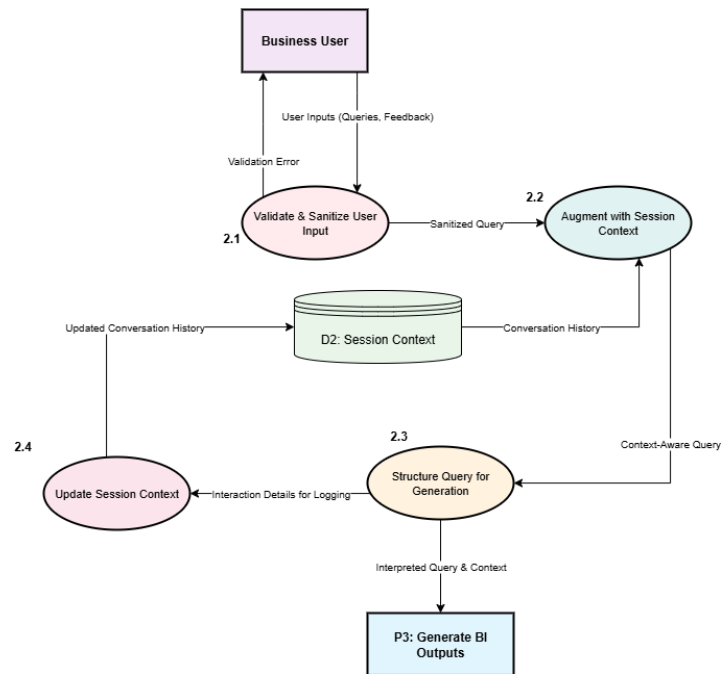 Business User
User Inputs (Queries, Feedback)
Validation Error
2.2
Validate & Sanitize User
Input
2.1
Sanitized Query
Augment with Session
Context
Updated Conversation History
D2: Session Context
Conversation History
2.4
2.3
Context-Aware Query
Update Session Context
Interaction Details for Logging
Structure Query for
Generation
Interpreted Query & Context
P3: Generate BI
Outputs